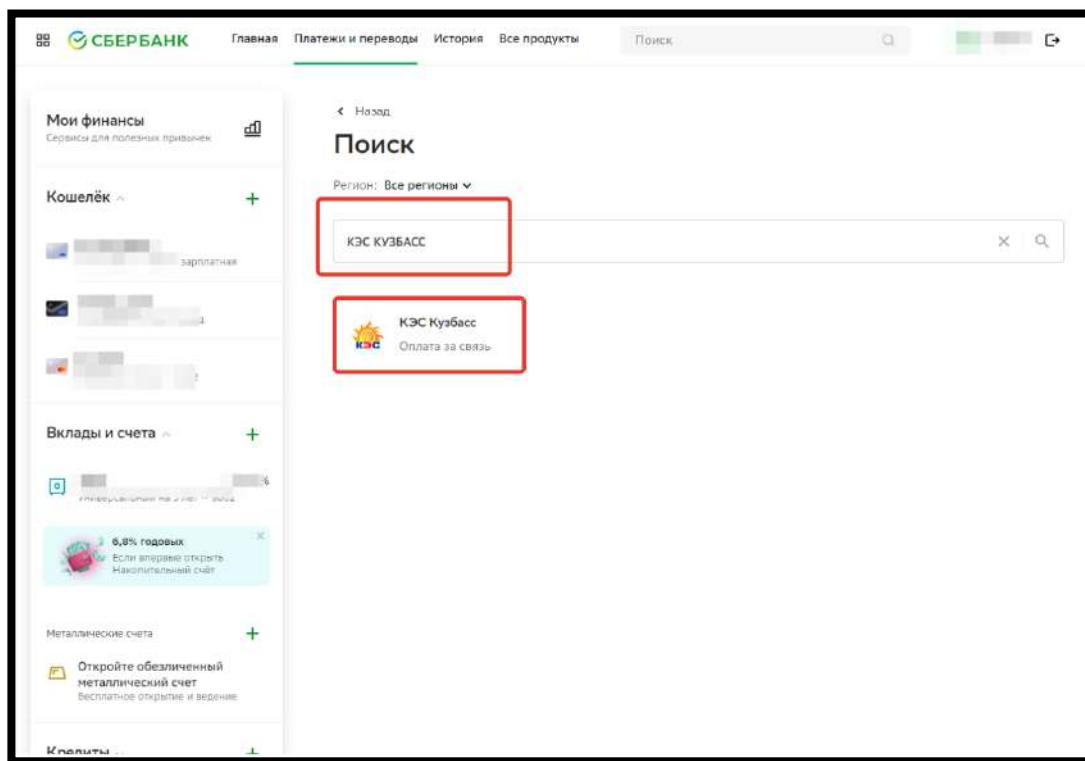 СБЕРБАНК
Главная Платежи и переводы История Все продукты
Поиск
Мои финансы
Сервисы для полезных привычек
Кошелёк
зарплатная
Вклады и счета
%
6,8% годовых
Если впервые открыть
Накопительный счёт
Металлические счета
Откройте обезличенный
металлический счет
Бесплатное открытие и ведение
Кредиты
Назад
Поиск
Регион: Все регионы
КЭС КУЗБАСС
КЭС
КЭС Кузбасс
Оплата за связь